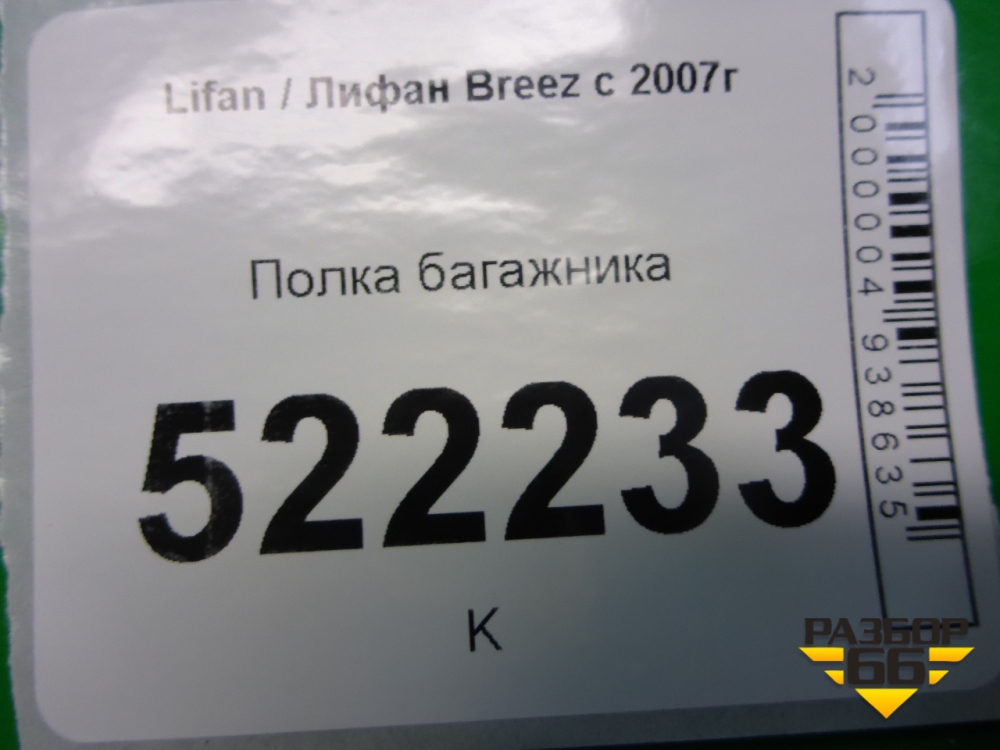 Lifan / Лифан Breez с 2007г
Полка багажника
522233
К
2000004938635
РАЗБОР
66